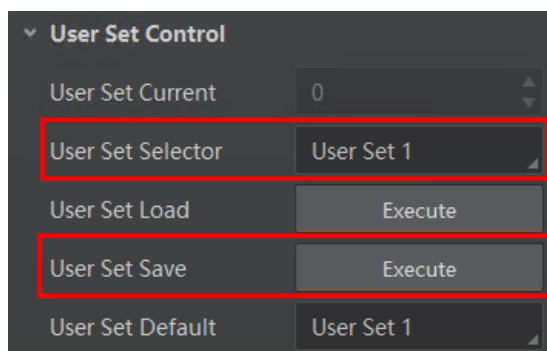 User Set Control
User Set Current 0
User Set Selector User Set 1
User Set Load Execute
User Set Save Execute
User Set Default User Set 1